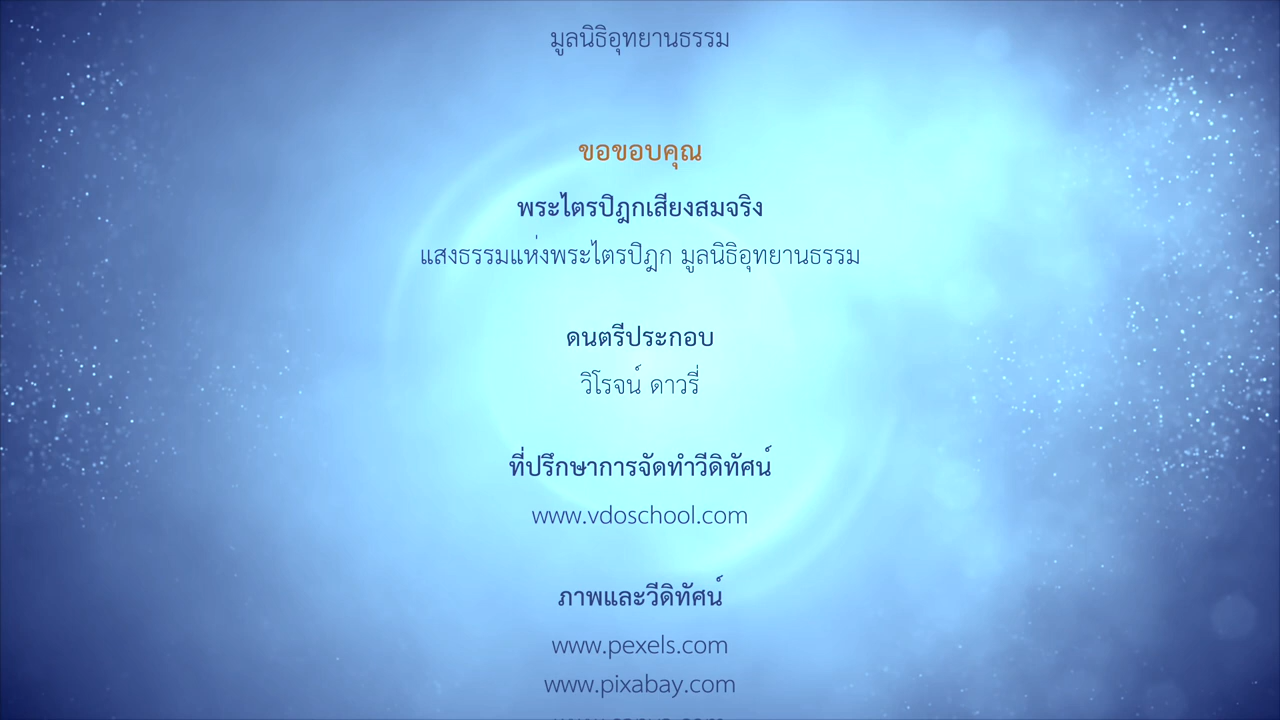 มูลนิธิอุทยานธรรม
ขอขอบคุณ
พระไตรปิฎกเสียงสมจริง
แสงธรรมแห่งพระไตรปิฎก มูลนิธิอุทยานธรรม
ดนตรีประกอบ
วิโรจน์ ดาวรี่
ที่ปรึกษาการจัดทำวีดิทัศน์
www.vdoschool.com
ภาพและวีดิทัศน์
www.pexels.com
www.pixabay.com